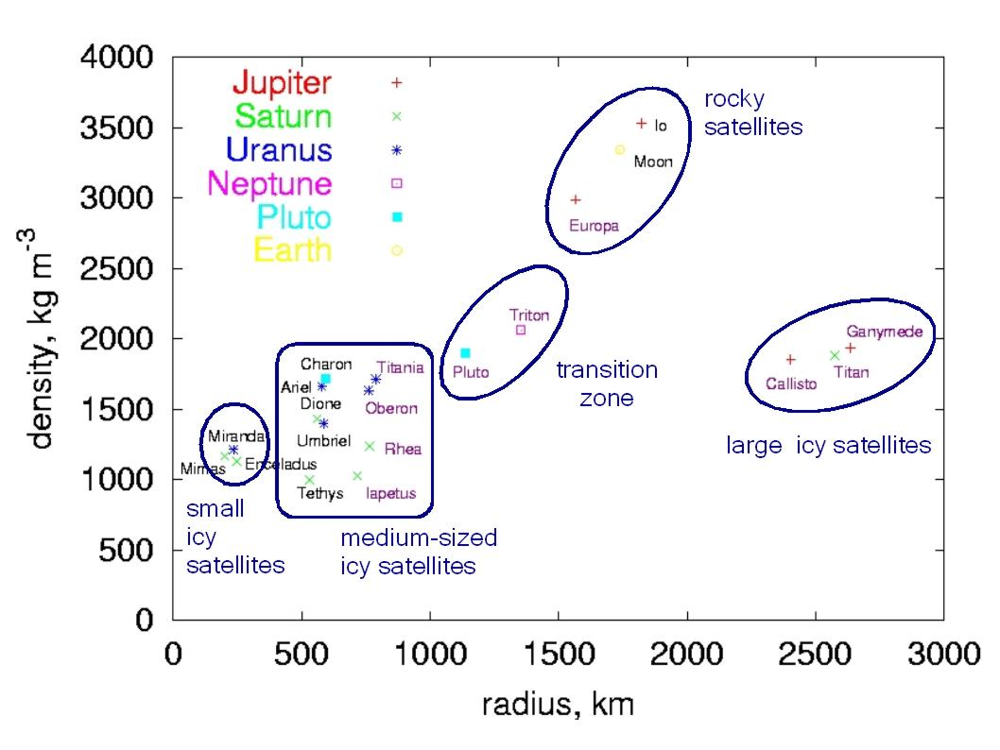 4000
3500
3000
2500
2000
1500
1000
500
0
density, kg m⁻³
Jupiter
Saturn
Uranus
Neptune
Pluto
Earth
rocky
satellites
Io
Moon
Europa
Triton
Pluto
transition
zone
Ganymede
Titan
Callisto
large icy satellites
Charon
Titania
Ariel
Dione
Oberon
Umbriel
Rhea
Tethys
Iapetus
Miranda
Mimas
Enceladus
small
icy
satellites
medium-sized
icy satellites
0
500
1000
1500
2000
2500
3000
radius, km